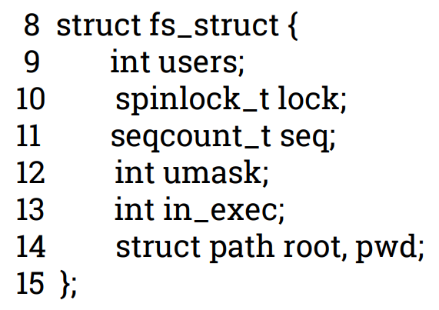 8 struct fs_struct {
9 int users;
10 spinlock_t lock;
11 seqcount_t seq;
12 int umask;
13 int in_exec;
14 struct path root, pwd;
15 };